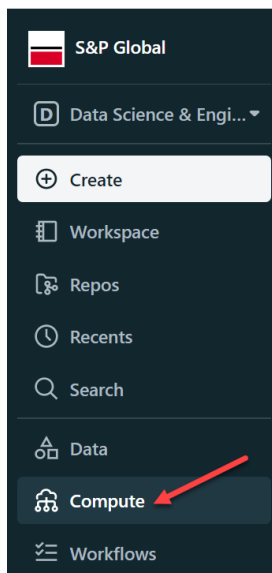 S&P Global
D Data Science & Engi...
Create
Workspace
Repos
Recents
Search
Data
Compute
Workflows